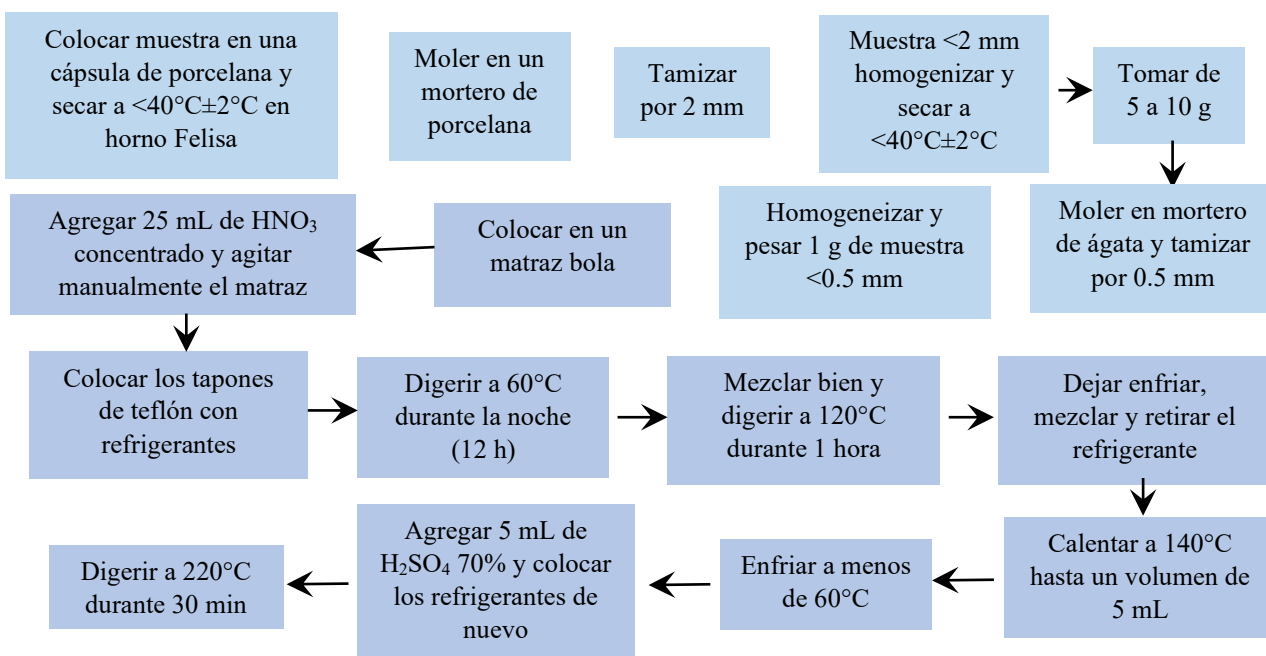 Colocar muestra en una
cápsula de porcelana y
secar a <40°C±2°C en
horno Felisa
Moler en un
mortero de
porcelana
Tamizar
por 2 mm
Muestra <2 mm
homogenizar y
secar a
<40°C±2°C
Tomar de
5 a 10 g
Moler en mortero
de ágata y tamizar
por 0.5 mm
Homogeneizar y
pesar 1 g de muestra
<0.5 mm
Colocar en un
matraz bola
Agregar 25 mL de HNO₃
concentrado y agitar
manualmente el matraz
Colocar los tapones
de teflón con
refrigerantes
Digerir a 60°C
durante la noche
(12 h)
Mezclar bien y
digerir a 120°C
durante 1 hora
Dejar enfriar,
mezclar y retirar el
refrigerante
Calentar a 140°C
hasta un volumen de
5 mL
Enfriar a menos
de 60°C
Agregar 5 mL de
H₂SO₄ 70% y colocar
los refrigerantes de
nuevo
Digerir a 220°C
durante 30 min